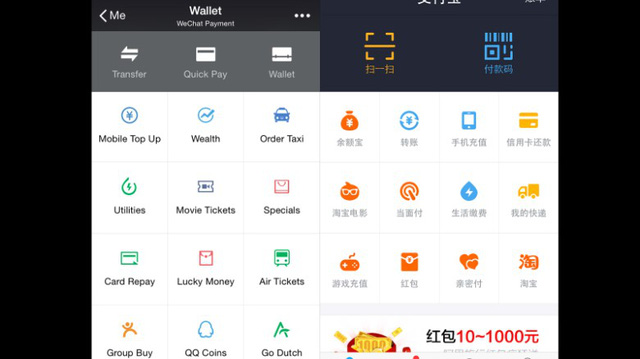 Me
Wallet
WeChat Payment
Transfer
Quick Pay
Wallet
Mobile Top Up
Wealth
Order Taxi
Utilities
Movie Tickets
Specials
Card Repay
Lucky Money
Air Tickets
Group Buy
QQ Coins
Go Dutch
扫一扫
付款码
余额宝
转账
手机充值
信用卡还款
淘宝电影
当面付
生活缴费
我的快递
游戏充值
红包
亲密付
淘宝
淘
1000
红包10~1000元